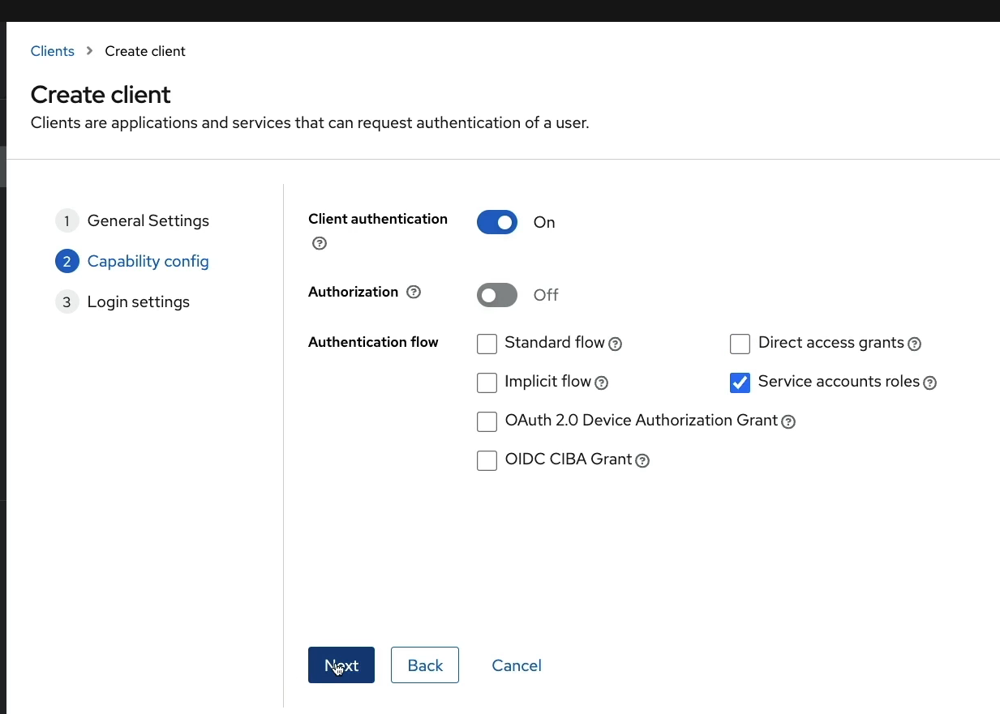 Clients > Create client
Create client
Clients are applications and services that can request authentication of a user.
1 General Settings
2 Capability config
3 Login settings
Client authentication
On
Authorization
Off
Authentication flow
Standard flow
Direct access grants
Implicit flow
Service accounts roles
OAuth 2.0 Device Authorization Grant
OIDC CIBA Grant
Next
Back
Cancel